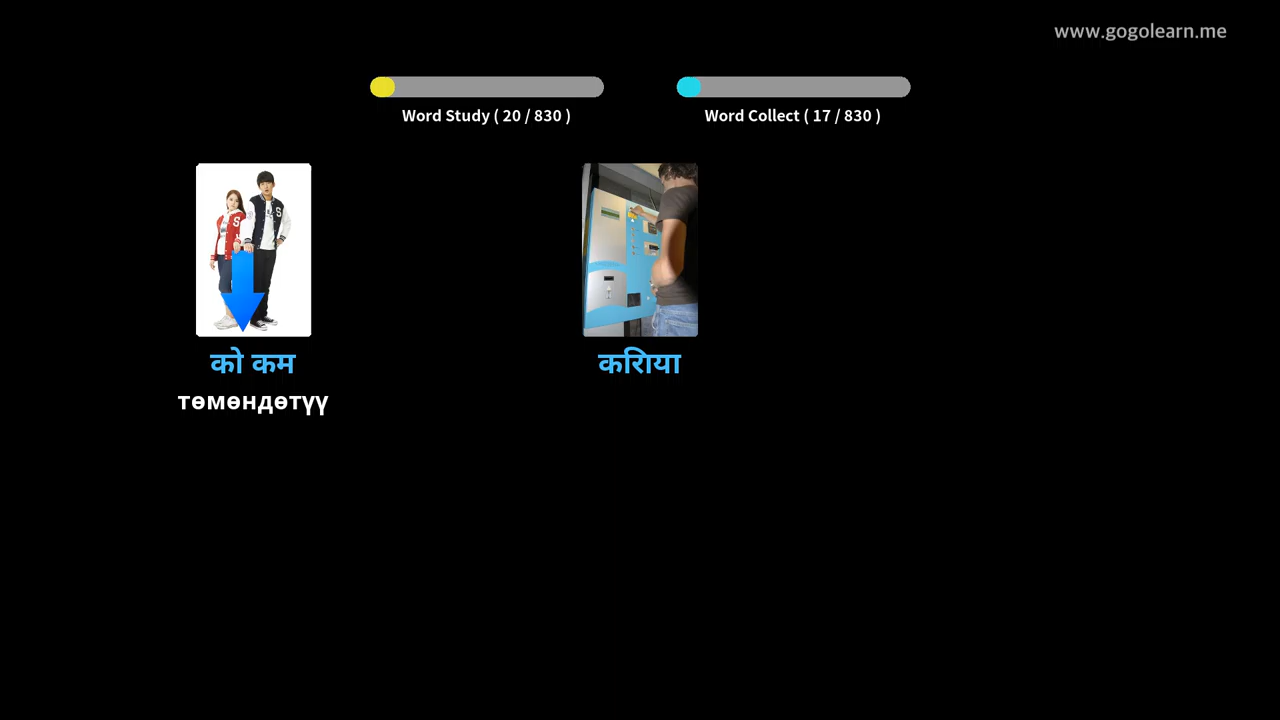 www.gogolearn.me
Word Study ( 20 / 830 )
Word Collect ( 17 / 830 )
को कम
төмөндөтүү
करिाया